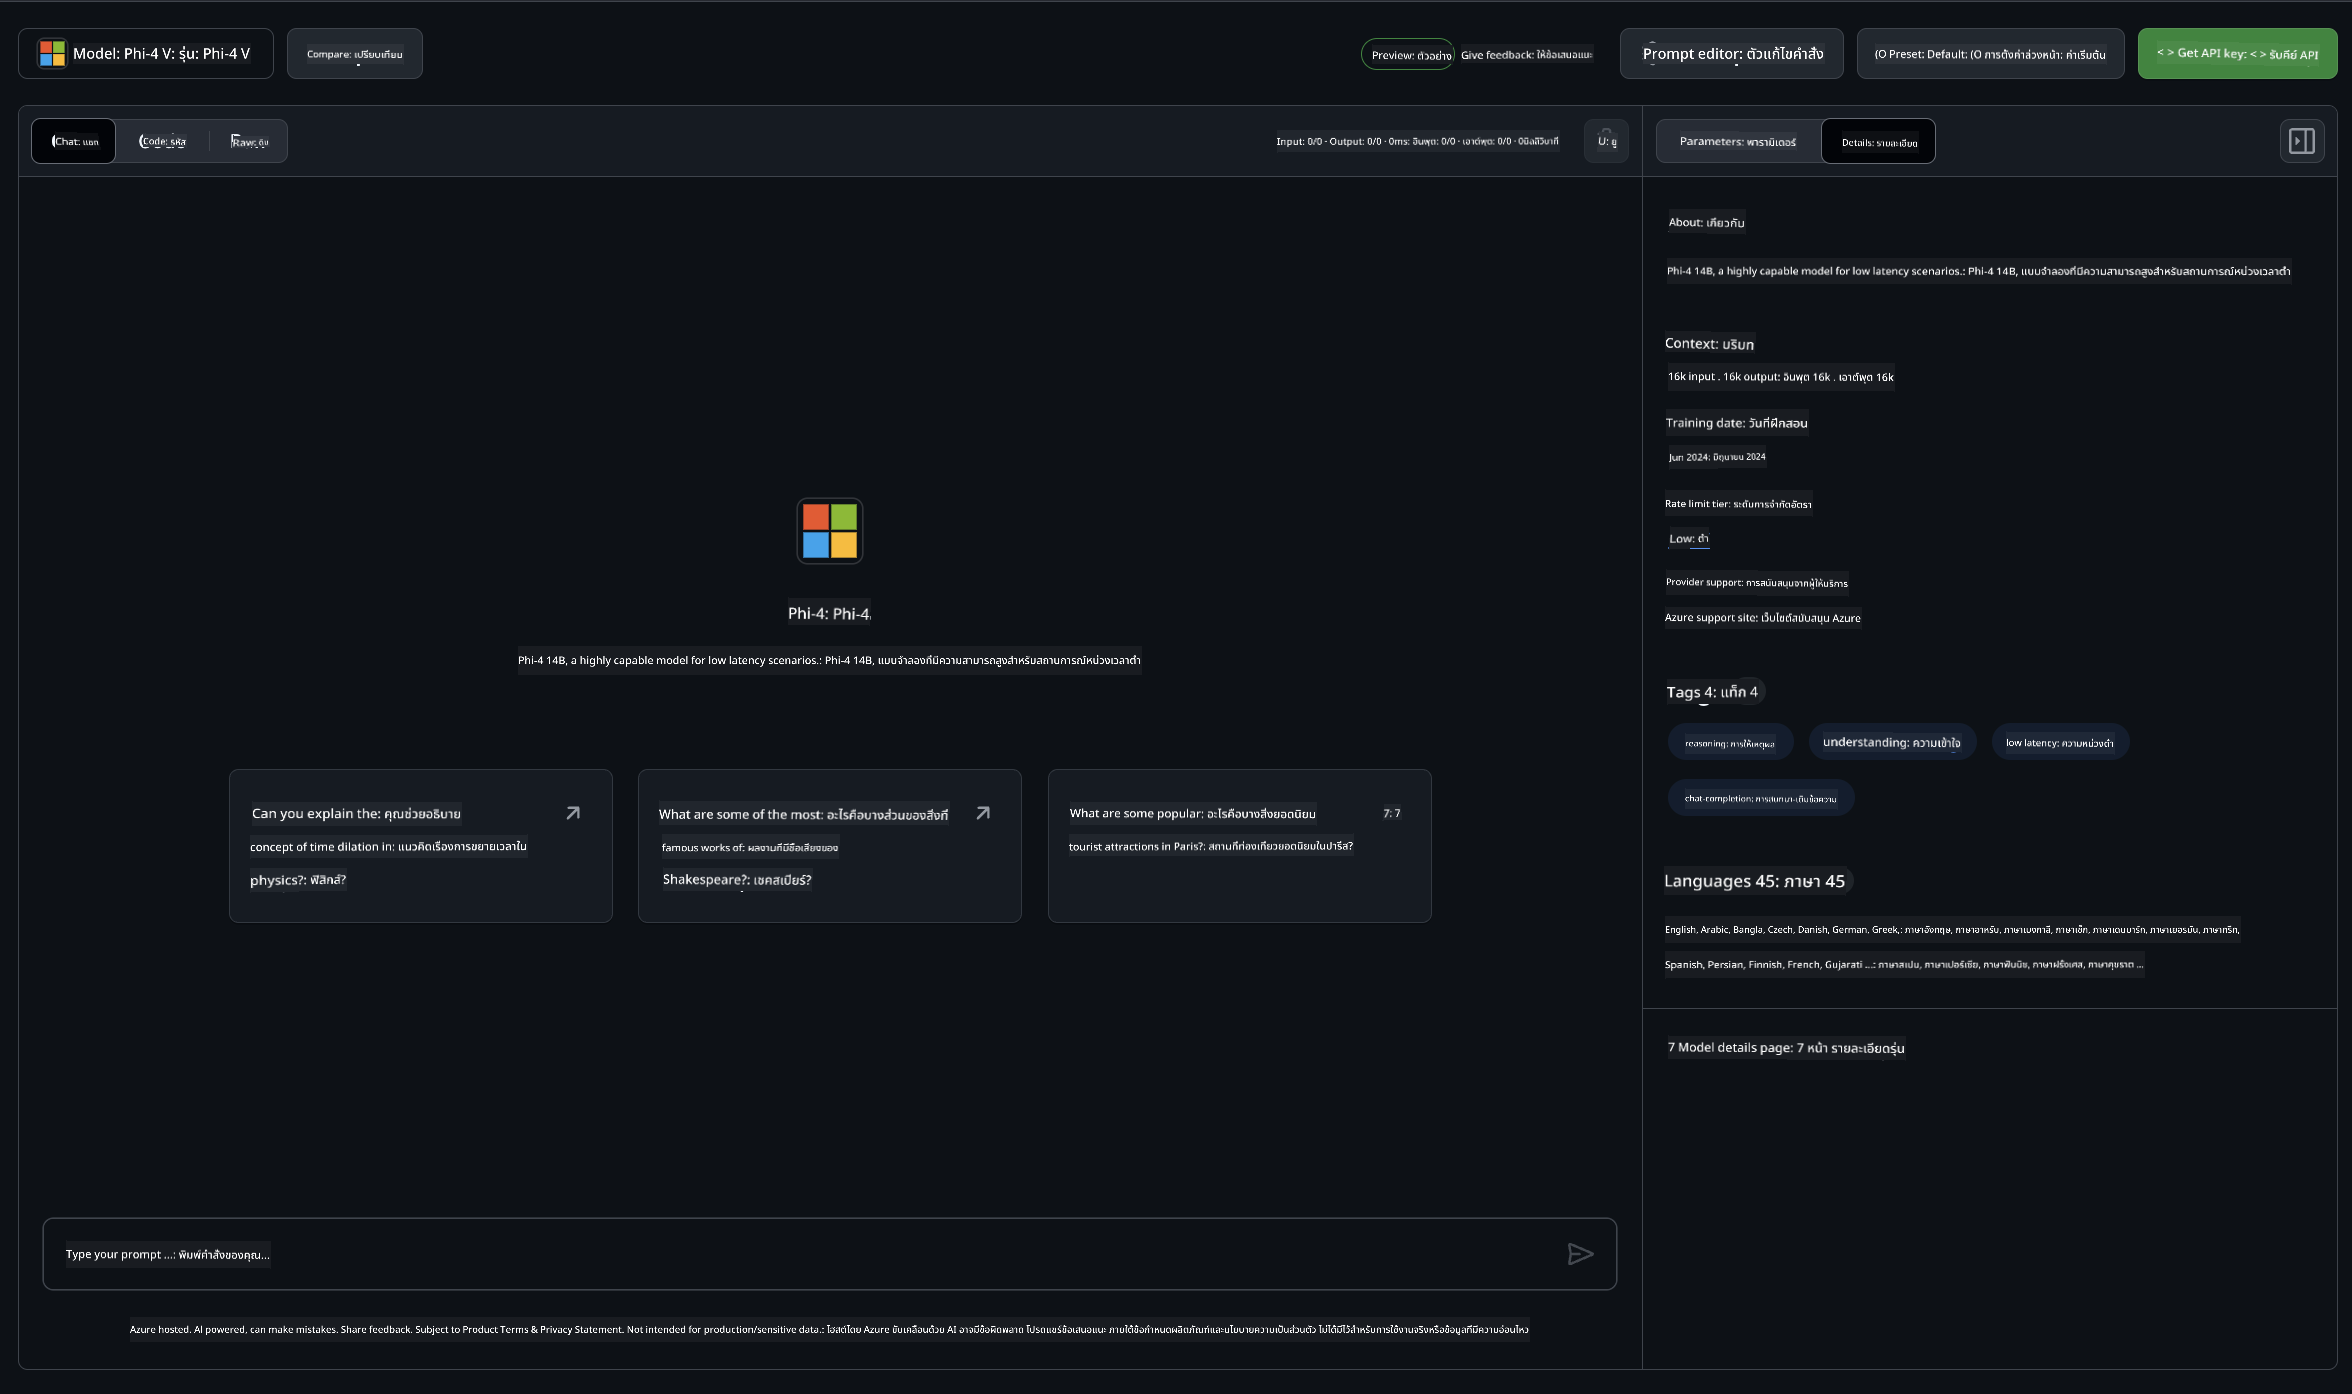 Model: Phi-4 V: รุ่น: Phi-4 V
Compare: เปรียบเทียบ
Preview: ตัวอย่าง
Give feedback: ให้ข้อเสนอแนะ
Prompt editor: ตัวแก้ไขคำสั่ง
(O Preset: Default: (O การตั้งค่าล่วงหน้า: ค่าเริ่มต้น
< > Get API key: < > รับคีย์ API
Chat: แชท
Code: รหัส
Raw: ดิบ
Input: 0/0 · Output: 0/0 · 0ms: อินพุต: 0/0 · เอาต์พุต: 0/0 · 0มิลลิวินาที
U: ยู
Parameters: พารามิเตอร์
Details: รายละเอียด
Phi-4: Phi-4
Phi-4 14B, a highly capable model for low latency scenarios.: Phi-4 14B, แบบจำลองที่มีความสามารถสูงสำหรับสถานการณ์หน่วงเวลาต่ำ
Can you explain the: คุณช่วยอธิบาย
concept of time dilation in: แนวคิดเรื่องการขยายเวลาใน
physics?: ฟิสิกส์?
What are some of the most: อะไรคือบางส่วนของสิ่งที่
famous works of: ผลงานที่มีชื่อเสียงของ
Shakespeare?: เชคสเปียร์?
What are some popular: อะไรคือบางสิ่งยอดนิยม
7: 7
tourist attractions in Paris?: สถานที่ท่องเที่ยวยอดนิยมในปารีส?
Type your prompt ...: พิมพ์คำสั่งของคุณ...
Azure hosted. AI powered, can make mistakes. Share feedback. Subject to Product Terms & Privacy Statement. Not intended for production/sensitive data.: โฮสต์โดย Azure ขับเคลื่อนด้วย AI อาจมีข้อผิดพลาด โปรดแชร์ข้อเสนอแนะ ภายใต้ข้อกำหนดผลิตภัณฑ์และนโยบายความเป็นส่วนตัว ไม่ได้มีไว้สำหรับการใช้งานจริงหรือข้อมูลที่มีความอ่อนไหว
About: เกี่ยวกับ
Phi-4 14B, a highly capable model for low latency scenarios.: Phi-4 14B, แบบจำลองที่มีความสามารถสูงสำหรับสถานการณ์หน่วงเวลาต่ำ
Context: บริบท
16k input . 16k output: อินพุต 16k . เอาต์พุต 16k
Training date: วันที่ฝึกสอน
Jun 2024: มิถุนายน 2024
Rate limit tier: ระดับการจำกัดอัตรา
Low: ต่ำ
Provider support: การสนับสนุนจากผู้ให้บริการ
Azure support site: เว็บไซต์สนับสนุน Azure
Tags 4: แท็ก 4
reasoning: การให้เหตุผล
understanding: ความเข้าใจ
low latency: ความหน่วงต่ำ
chat-completion: การสนทนา-เติมข้อความ
Languages 45: ภาษา 45
English, Arabic, Bangla, Czech, Danish, German, Greek,: ภาษาอังกฤษ, ภาษาอาหรับ, ภาษาเบงกาลี, ภาษาเช็ก, ภาษาเดนมาร์ก, ภาษาเยอรมัน, ภาษากรีก,
Spanish, Persian, Finnish, French, Gujarati ...: ภาษาสเปน, ภาษาเปอร์เซีย, ภาษาฟินนิช, ภาษาฝรั่งเศส, ภาษาคุชราต ...
7 Model details page: 7 หน้า รายละเอียดรุ่น